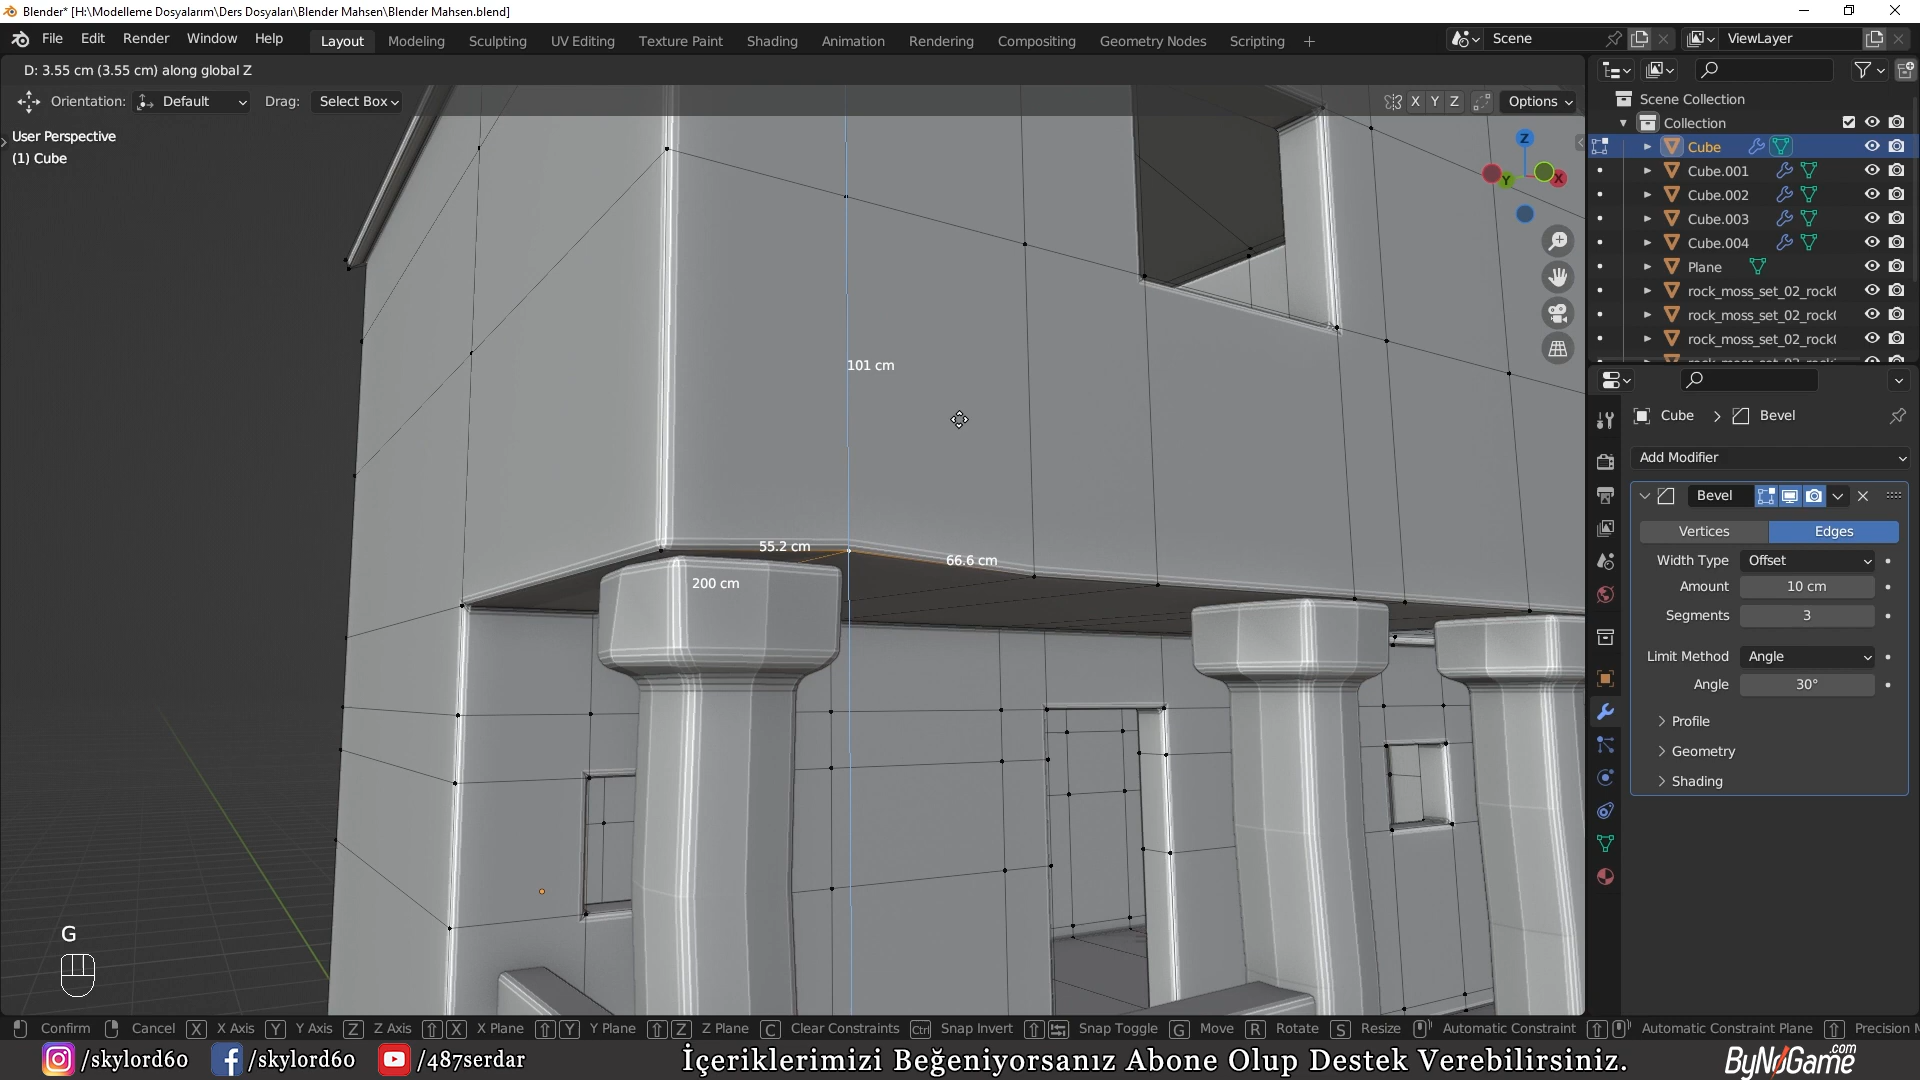 Blender* [H:\Modelleme Dosyalarım\Ders Dosyaları\Blender Mahsen\Blender Mahsen.blend]
File Edit Render Window Help
Layout Modeling Sculpting UV Editing Texture Paint Shading Animation Rendering Compositing Geometry Nodes Scripting +
Scene
ViewLayer
D: 3.55 cm (3.55 cm) along global Z
Orientation: Default Drag: Select Box
X Y Z Options
User Perspective
(1) Cube
Z
Y X
101 cm
55.2 cm
66.6 cm
200 cm
G
Scene Collection
Collection
Cube
Cube.001
Cube.002
Cube.003
Cube.004
Plane
rock_moss_set_02_rock(
rock_moss_set_02_rock(
rock_moss_set_02_rock(
Cube > Bevel
Add Modifier
Bevel
Vertices Edges
Width Type Offset
Amount 10 cm
Segments 3
Limit Method Angle
Angle 30°
Profile
Geometry
Shading
Confirm Cancel X X Axis Y Y Axis Z Z Axis X X Plane Y Y Plane Z Z Plane C Clear Constraints Ctrl Snap Invert Snap Toggle G Move R Rotate S Resize Automatic Constraint Automatic Constraint Plane Precision M
/skylord60 /skylord60 /487serdar İçeriklerimizi Beğeniyorsanız Abone Olup Destek Verebilirsiniz. ByNoGame.com